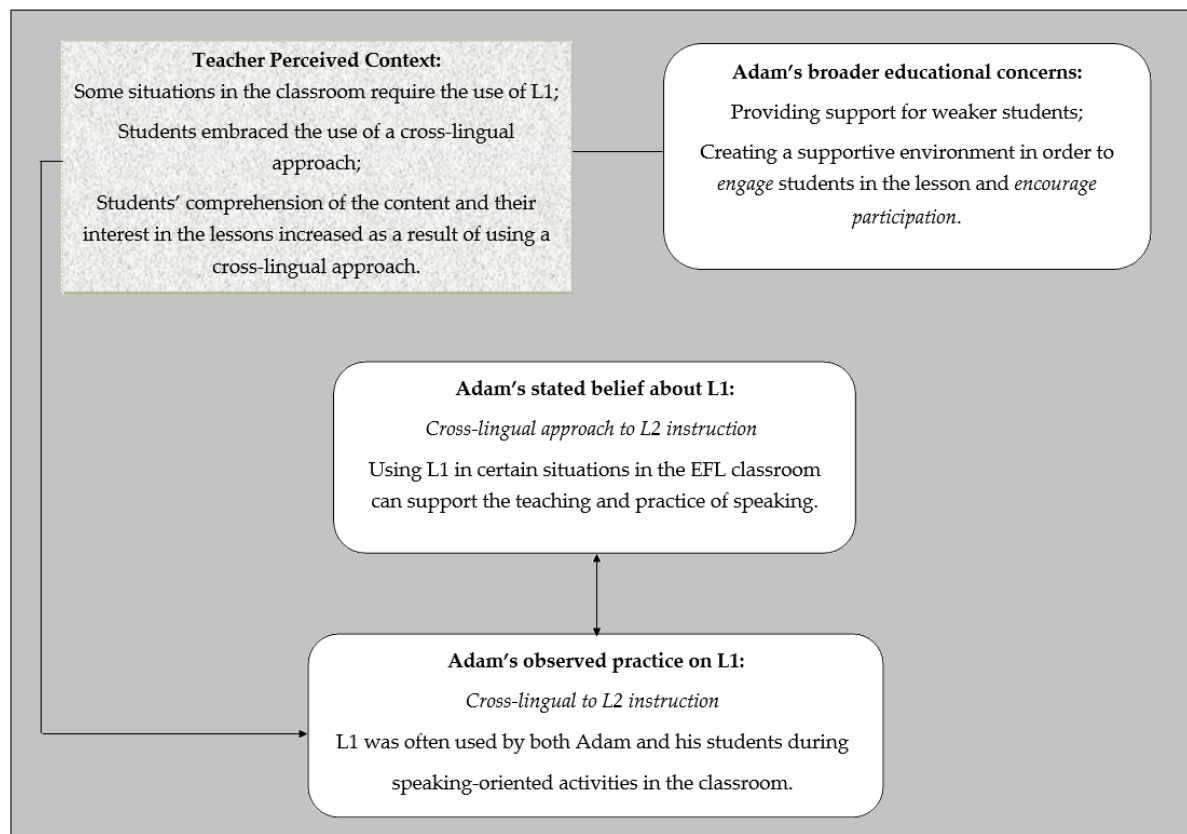 Teacher Perceived Context:
Some situations in the classroom require the use of L1;
Students embraced the use of a cross-lingual
approach;
Students’ comprehension of the content and their
interest in the lessons increased as a result of using a
cross-lingual approach.
Adam’s broader educational concerns:
Providing support for weaker students;
Creating a supportive environment in order to
engage students in the lesson and encourage
participation.
Adam’s stated belief about L1:
Cross-lingual approach to L2 instruction
Using L1 in certain situations in the EFL classroom
can support the teaching and practice of speaking.
Adam’s observed practice on L1:
Cross-lingual to L2 instruction
L1 was often used by both Adam and his students during
speaking-oriented activities in the classroom.